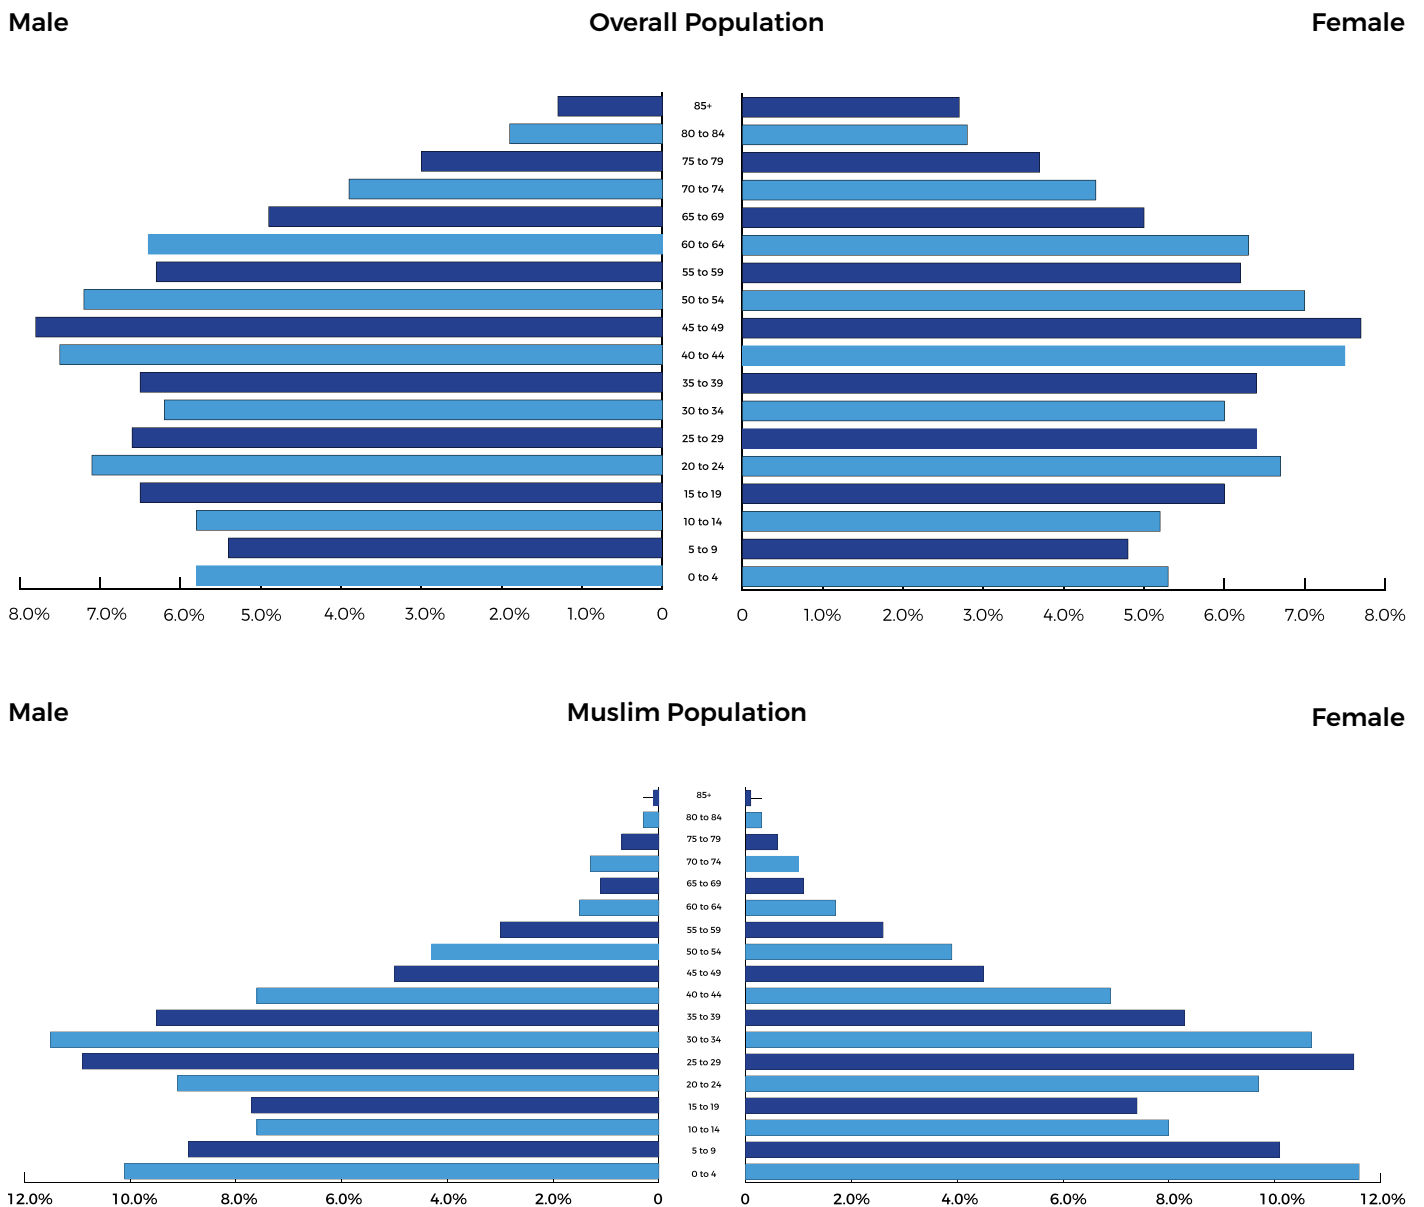 Male Overall Population Female
85+
80 to 84
75 to 79
70 to 74
65 to 69
60 to 64
55 to 59
50 to 54
45 to 49
40 to 44
35 to 39
30 to 34
25 to 29
20 to 24
15 to 19
10 to 14
5 to 9
0 to 4
8.0% 7.0% 6.0% 5.0% 4.0% 3.0% 2.0% 1.0% 0 0 1.0% 2.0% 3.0% 4.0% 5.0% 6.0% 7.0% 8.0%
Male Muslim Population Female
85+
80 to 84
75 to 79
70 to 74
65 to 69
60 to 64
55 to 59
50 to 54
45 to 49
40 to 44
35 to 39
30 to 34
25 to 29
20 to 24
15 to 19
10 to 14
5 to 9
0 to 4
12.0% 10.0% 8.0% 6.0% 4.0% 2.0% 0 0 2.0% 4.0% 6.0% 8.0% 10.0% 12.0%